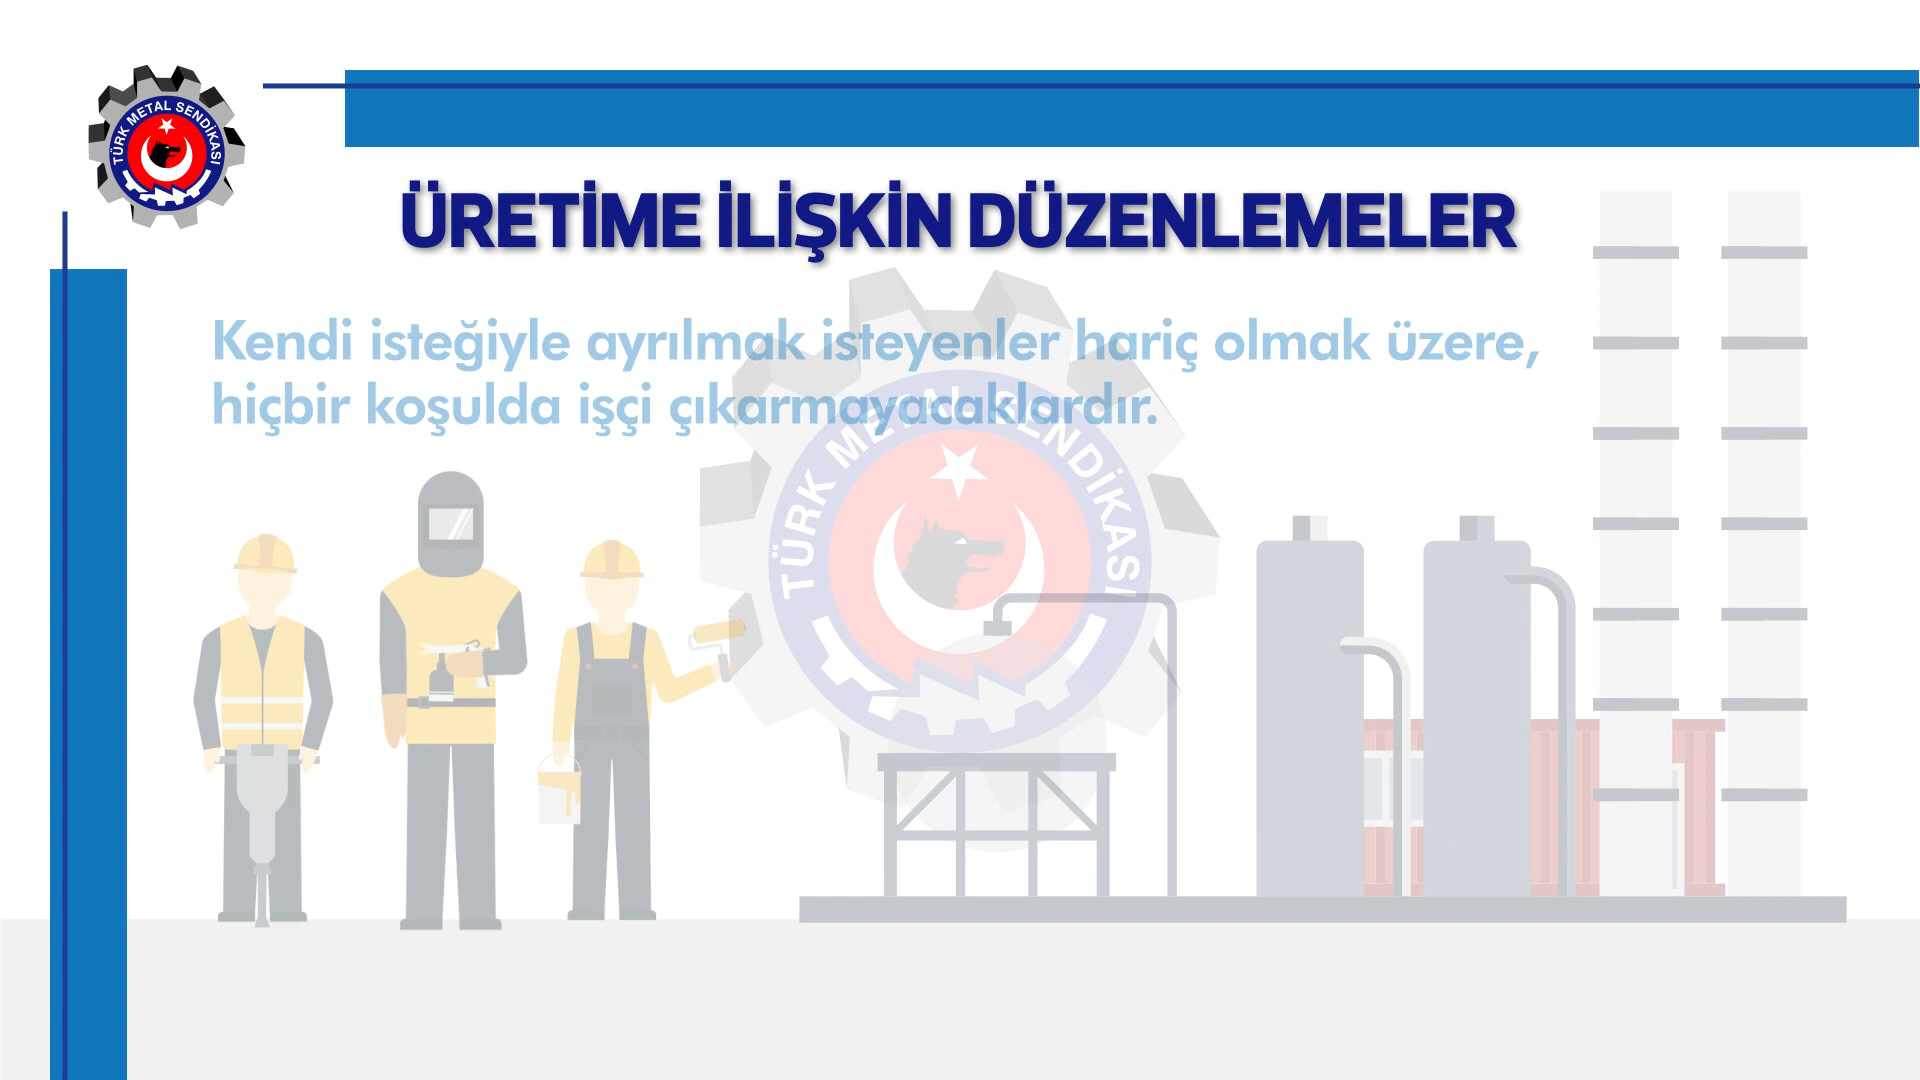 TÜRK METAL SENDİKASI
ÜRETİME İLİŞKİN DÜZENLEMELER
Kendi isteğiyle ayrılmak isteyenler hariç olmak üzere,
hiçbir koşulda işçi çıkarmayacaklardır.
TÜRK METAL SENDİKASI